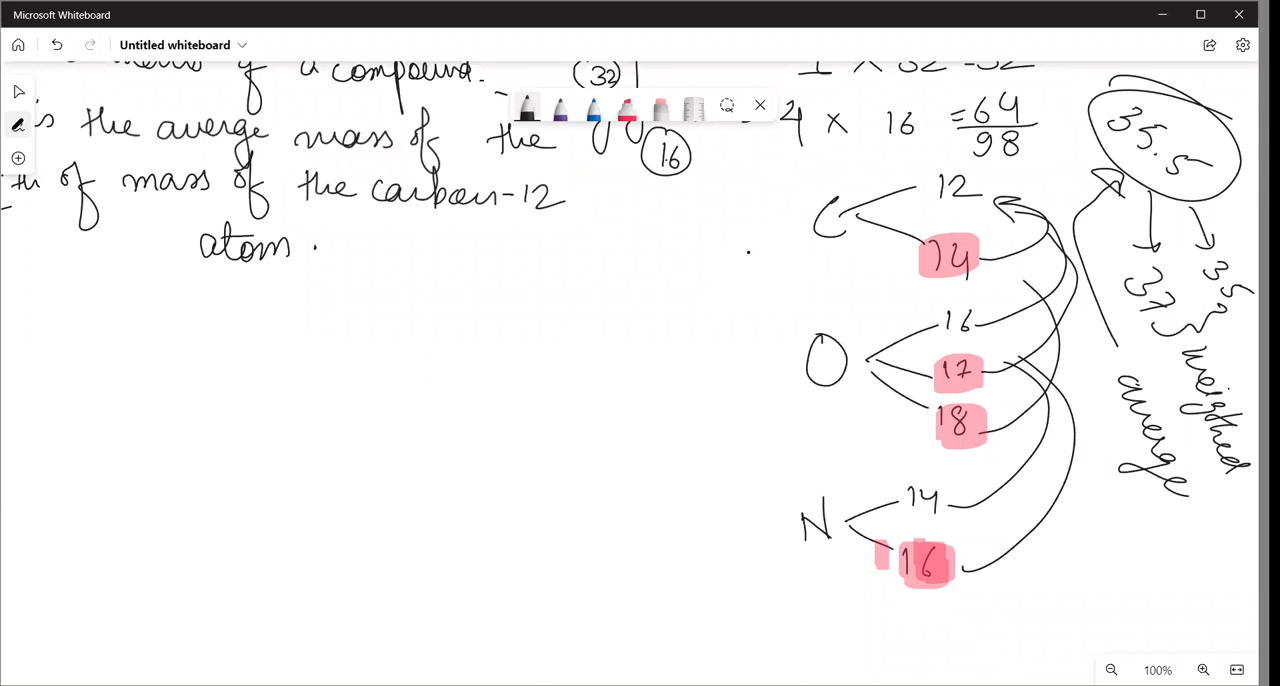 Microsoft Whiteboard
Untitled whiteboard
of a compound. (32)
1 × 32 = 32
is the averge mass of the
16
4 × 16 = 64
98
th of mass of the carbon-12
atom.
35.5
37 35
weigthed
average
C
12
14
O
16
17
18
N
14
16
100%